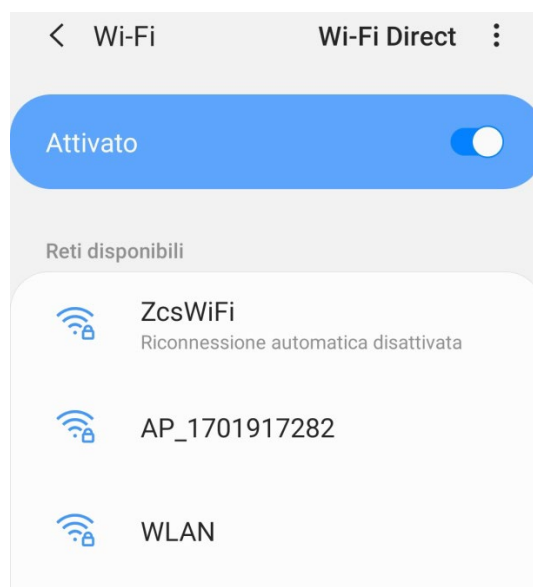 Wi-Fi Wi-Fi Direct
Attivato
Reti disponibili
ZcsWiFi
Riconnessione automatica disattivata
AP_1701917282
WLAN